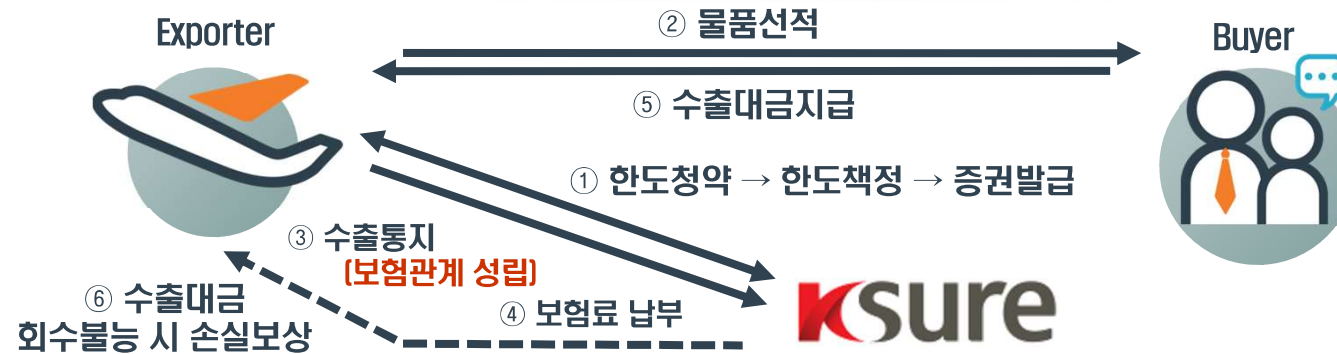 Exporter
② 물품선적
Buyer
⑤ 수출대금지급
① 한도청약 → 한도책정 → 증권발급
③ 수출통지
(보험관계 성립)
④ 보험료 납부
⑥ 수출대금
회수불능 시 손실보상
Ksure